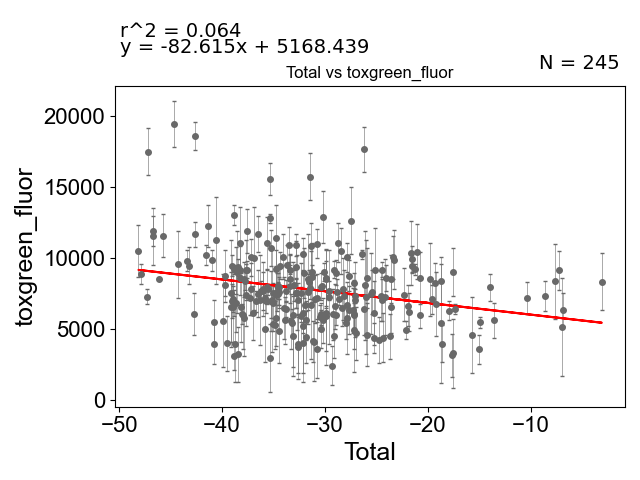 r^2 = 0.064
y = -82.615x + 5168.439
N = 245
Total vs toxgreen_fluor
20000
15000
10000
5000
0
toxgreen_fluor
−50
−40
−30
−20
−10
Total